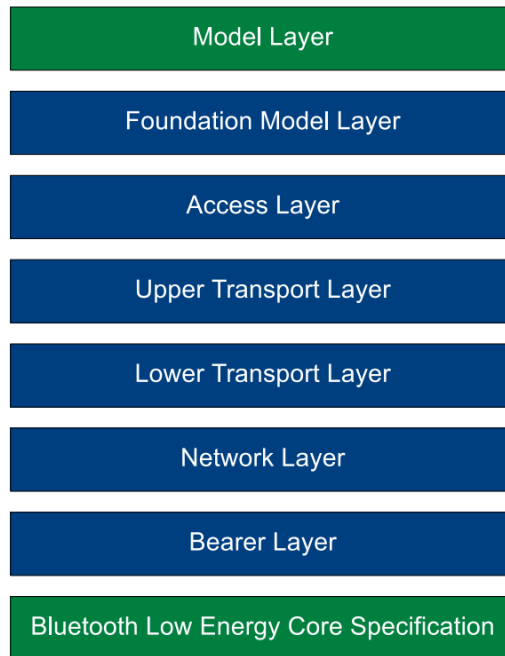 Model Layer
Foundation Model Layer
Access Layer
Upper Transport Layer
Lower Transport Layer
Network Layer
Bearer Layer
Bluetooth Low Energy Core Specification